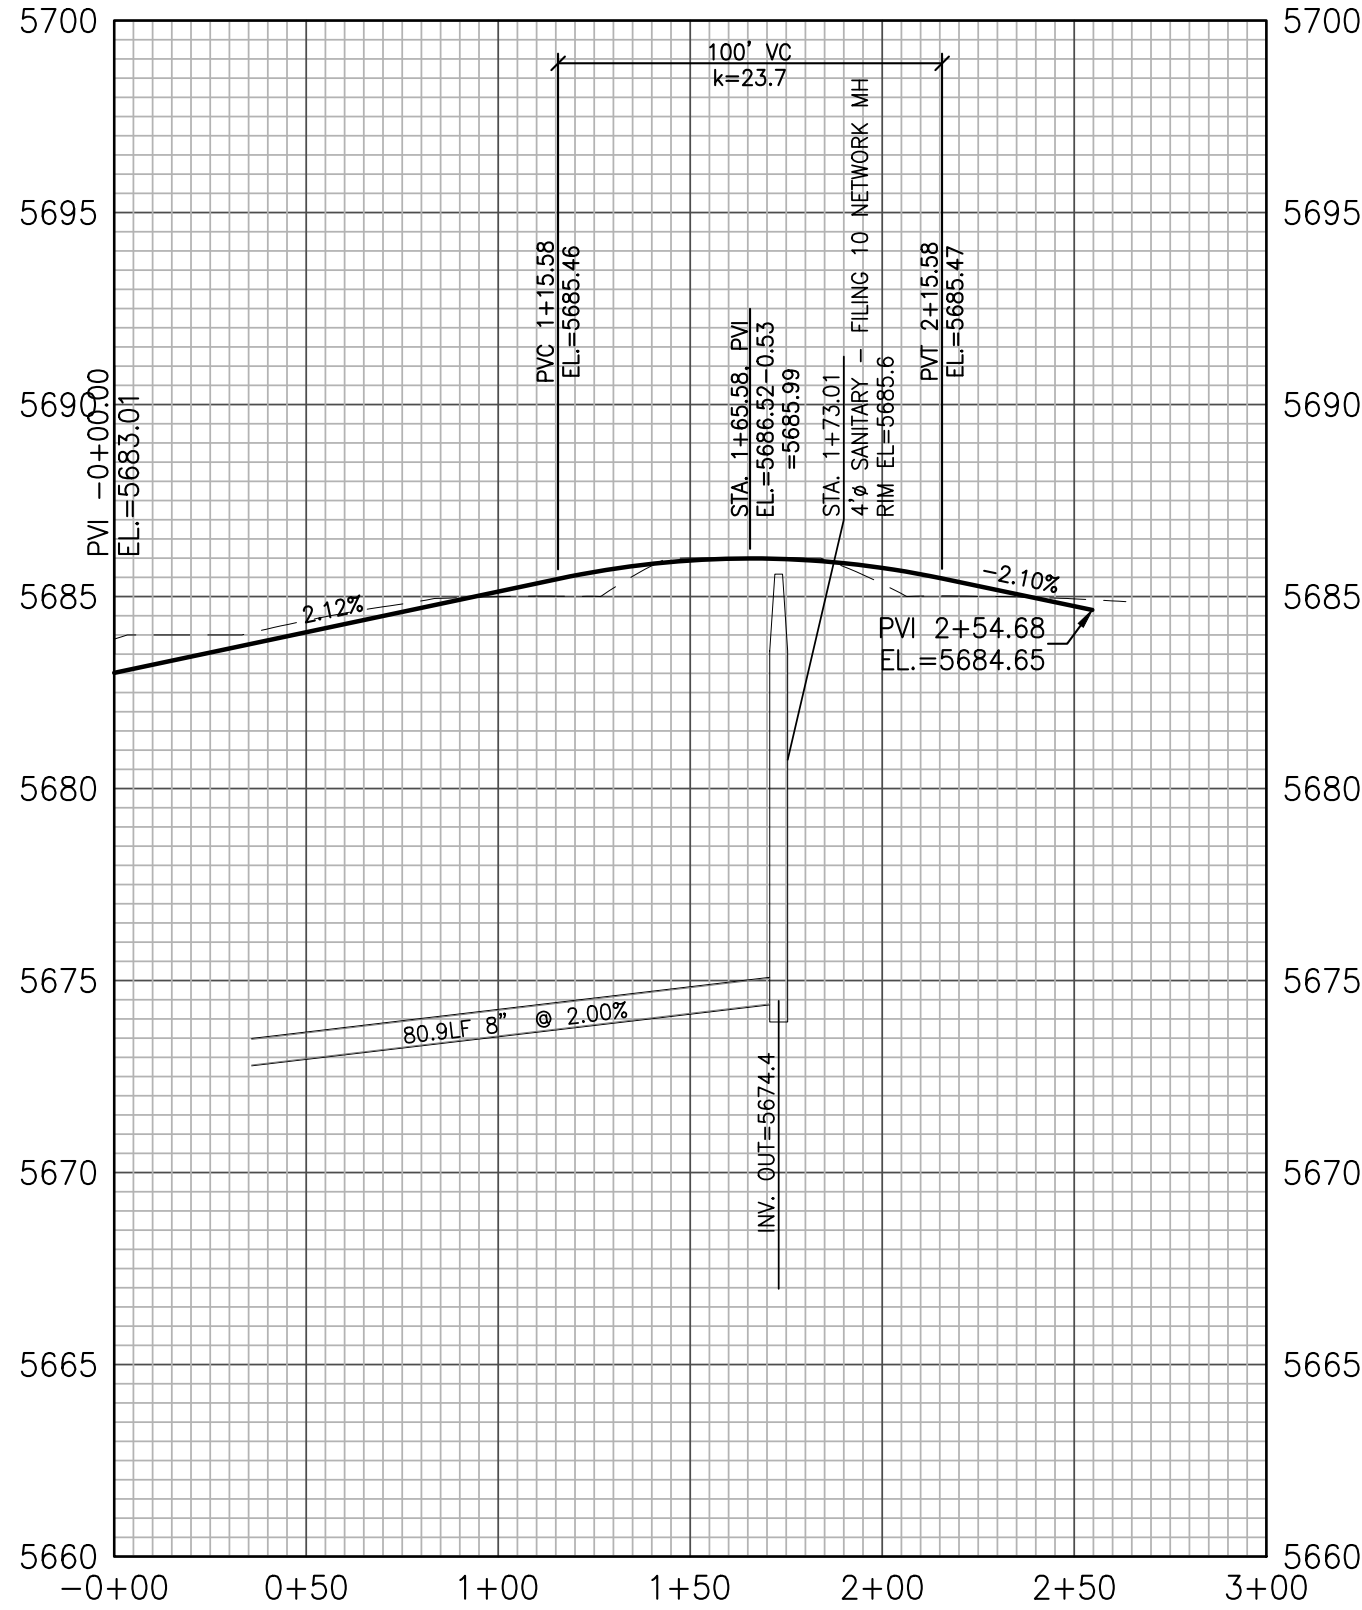 5700
5700
100' VC
k=23.7
5695
5695
PVC 1+15.58
EL.=5685.46
STA. 1+65.58, PVI
EL.=5686.52-0.53
=5685.99
STA. 1+73.01
4'ø SANITARY - FILING 10 NETWORK MH
RIM EL=5685.6
PVT 2+15.58
EL.=5685.47
5690
5690
PVI -0+00.00
EL.=5683.01
5685
5685
2.12%
-2.10%
PVI 2+54.68
EL.=5684.65
5680
5680
5675
5675
80.9LF 8" @ 2.00%
INV. OUT=5674.4
5670
5670
5665
5665
5660
5660
-0+00 0+50 1+00 1+50 2+00 2+50 3+00